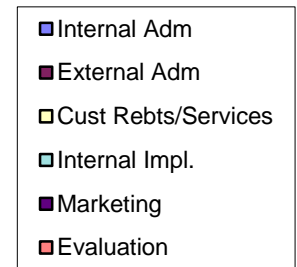 Internal Adm
External Adm
Cust Rebts/Services
Internal Impl.
Marketing
Evaluation